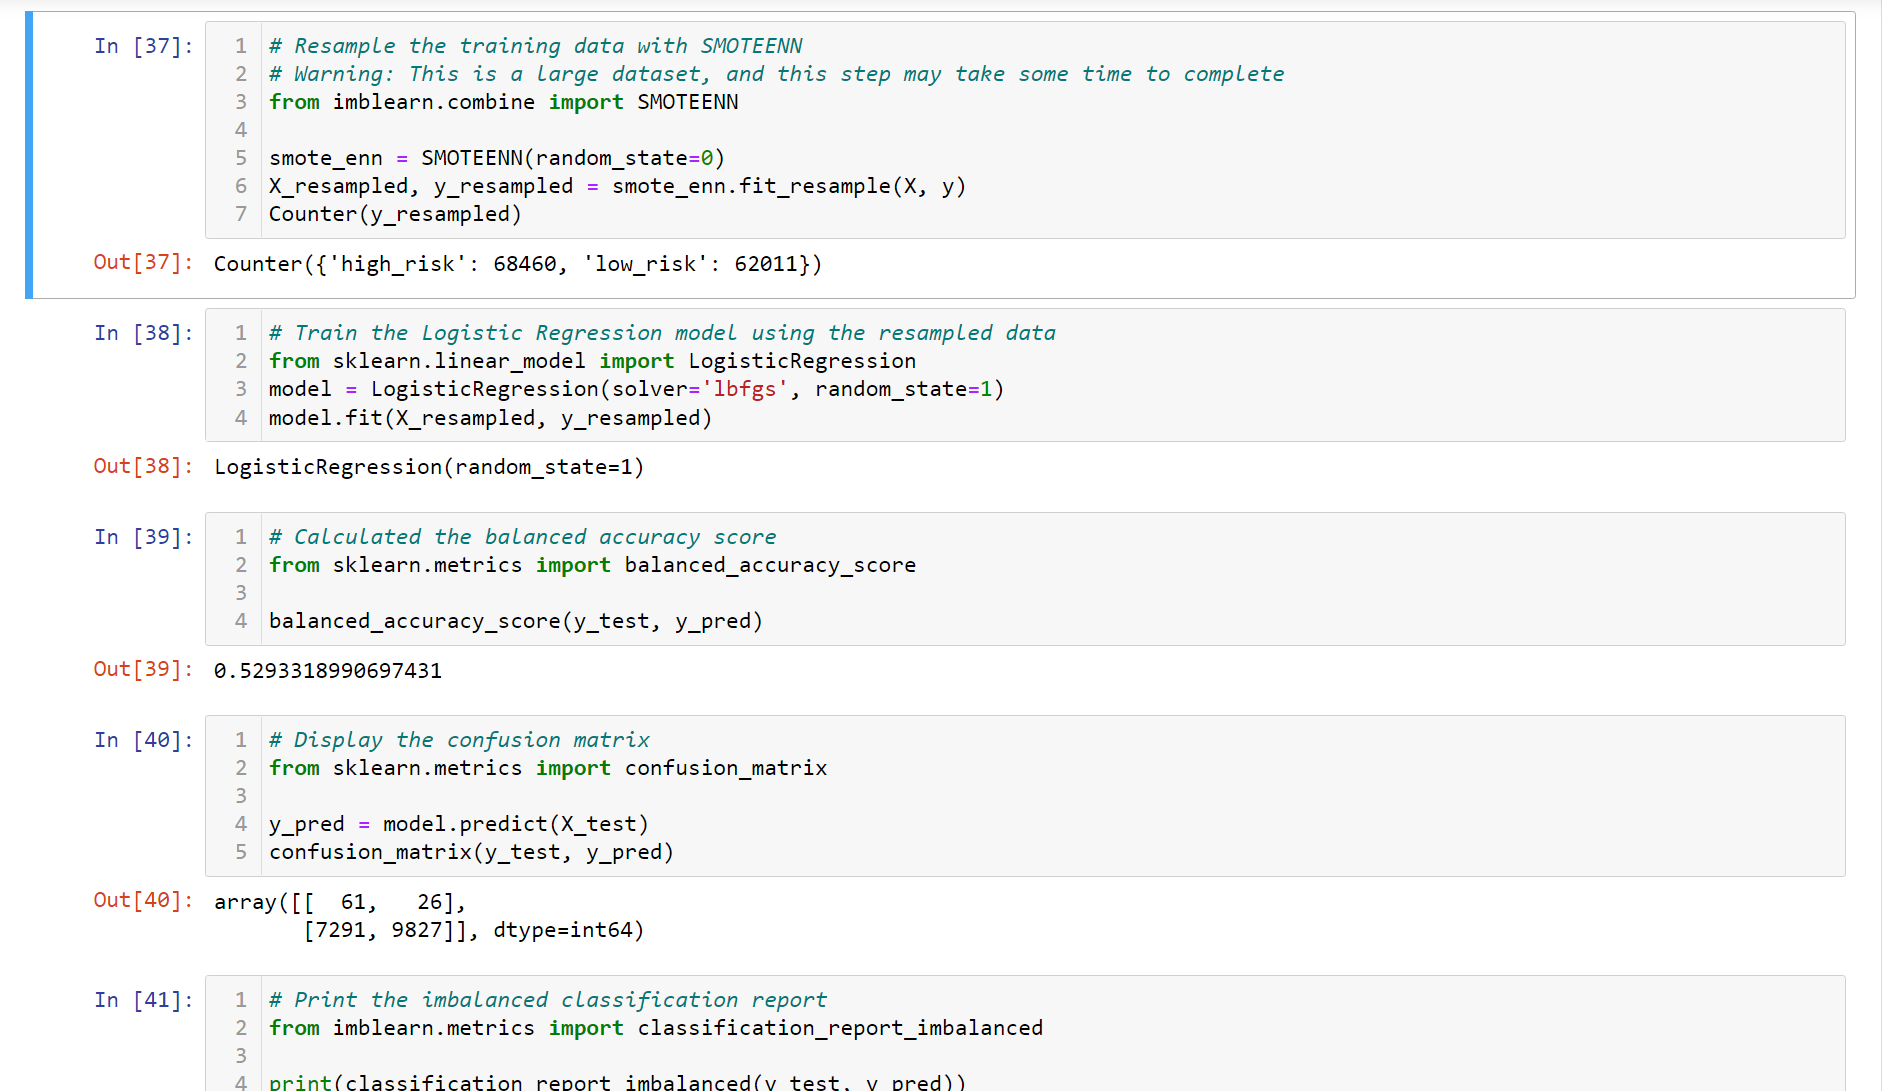 In [37]:
1 # Resample the training data with SMOTEENN
2 # Warning: This is a large dataset, and this step may take some time to complete
3 from imblearn.combine import SMOTEENN
4
5 smote_enn = SMOTEENN(random_state=0)
6 X_resampled, y_resampled = smote_enn.fit_resample(X, y)
7 Counter(y_resampled)
Out[37]: Counter({'high_risk': 68460, 'low_risk': 62011})
In [38]:
1 # Train the Logistic Regression model using the resampled data
2 from sklearn.linear_model import LogisticRegression
3 model = LogisticRegression(solver='lbfgs', random_state=1)
4 model.fit(X_resampled, y_resampled)
Out[38]: LogisticRegression(random_state=1)
In [39]:
1 # Calculated the balanced accuracy score
2 from sklearn.metrics import balanced_accuracy_score
3
4 balanced_accuracy_score(y_test, y_pred)
Out[39]: 0.5293318990697431
In [40]:
1 # Display the confusion matrix
2 from sklearn.metrics import confusion_matrix
3
4 y_pred = model.predict(X_test)
5 confusion_matrix(y_test, y_pred)
Out[40]: array([[  61,   26],
       [7291, 9827]], dtype=int64)
In [41]:
1 # Print the imbalanced classification report
2 from imblearn.metrics import classification_report_imbalanced
3
4 print(classification_report_imbalanced(y_test, y_pred))